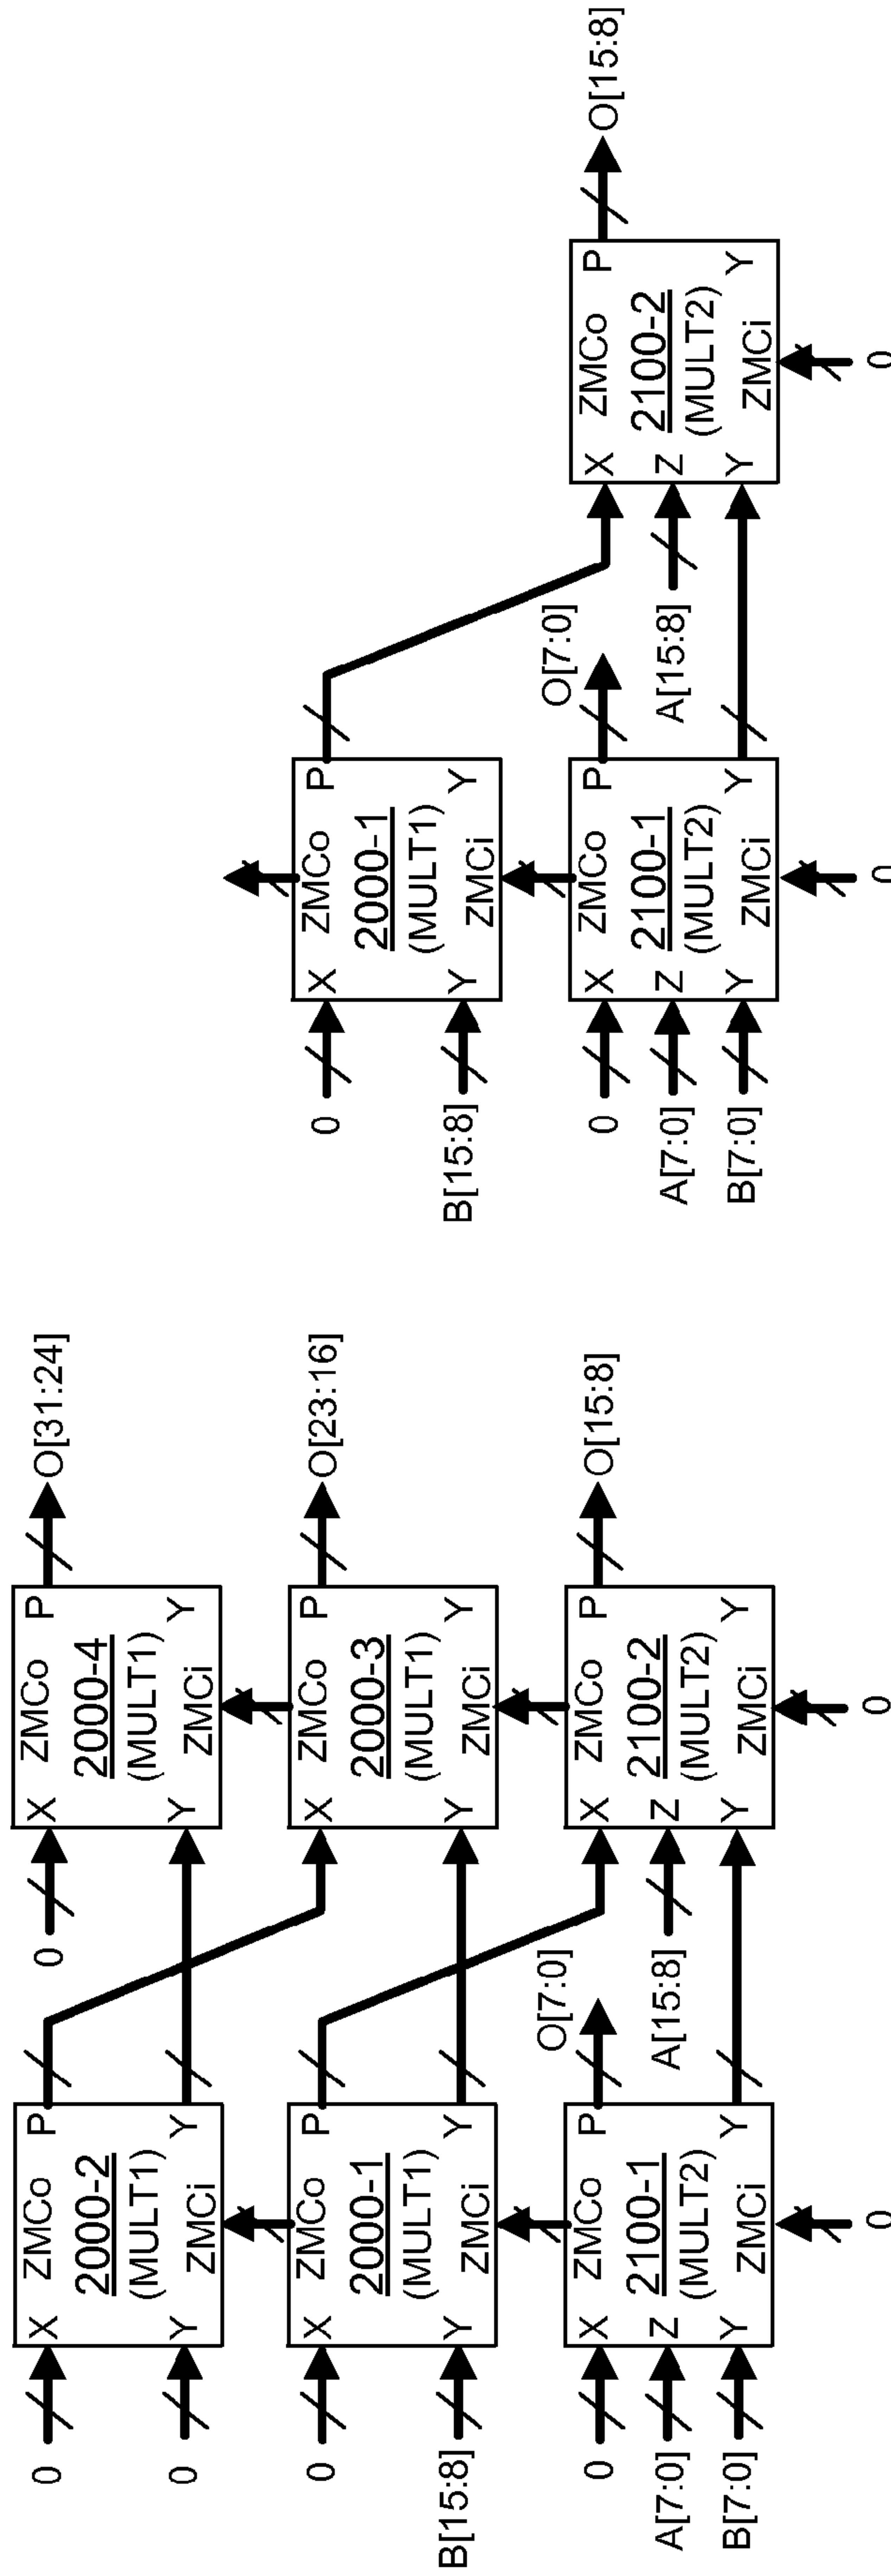 0
X
ZMCo
P
2000-2
(MULT1)
0
Y
ZMCi
Y
0
X
ZMCo
P
O[31:24]
2000-4
(MULT1)
Y
ZMCi
Y
0
X
ZMCo
P
2000-1
(MULT1)
B[15:8]
Y
ZMCi
Y
X
ZMCo
P
O[23:16]
2000-3
(MULT1)
Y
ZMCi
Y
0
X
ZMCo
P
O[7:0]
A[7:0]
Z
2100-1
(MULT2)
B[7:0]
Y
ZMCi
Y
0
X
ZMCo
P
O[15:8]
A[15:8]
Z
2100-2
(MULT2)
Y
ZMCi
Y
0
0
X
ZMCo
P
2000-1
(MULT1)
B[15:8]
Y
ZMCi
Y
0
X
ZMCo
P
O[7:0]
A[7:0]
Z
2100-1
(MULT2)
B[7:0]
Y
ZMCi
Y
0
X
ZMCo
P
O[15:8]
A[15:8]
Z
2100-2
(MULT2)
Y
ZMCi
Y
0